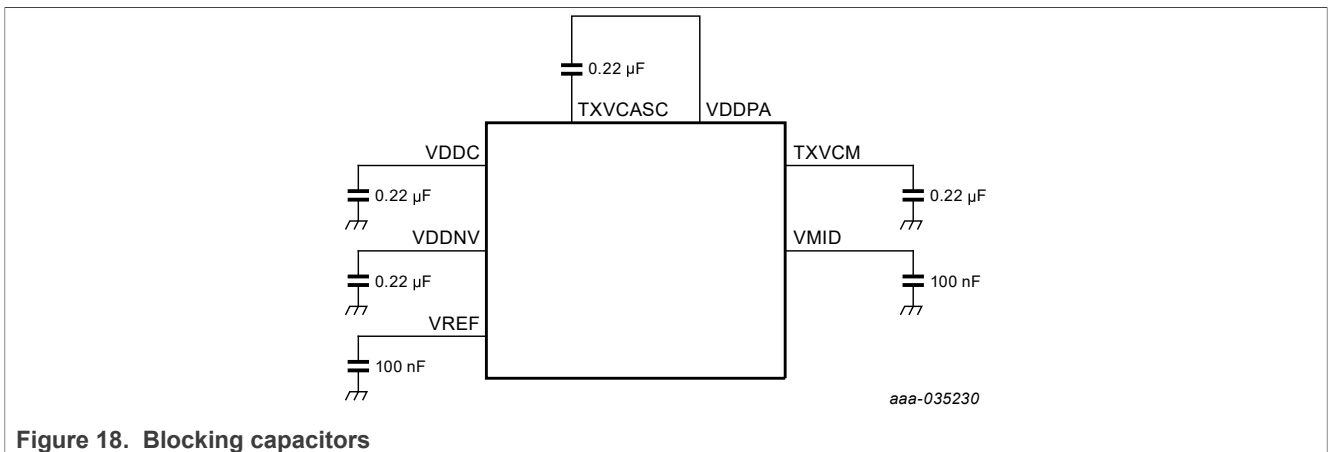 0.22 µF
TXVCASC VDDPA
VDDC TXVCM
0.22 µF 0.22 µF
VDDNV VMID
0.22 µF 100 nF
VREF
100 nF
aaa-035230
Figure 18. Blocking capacitors